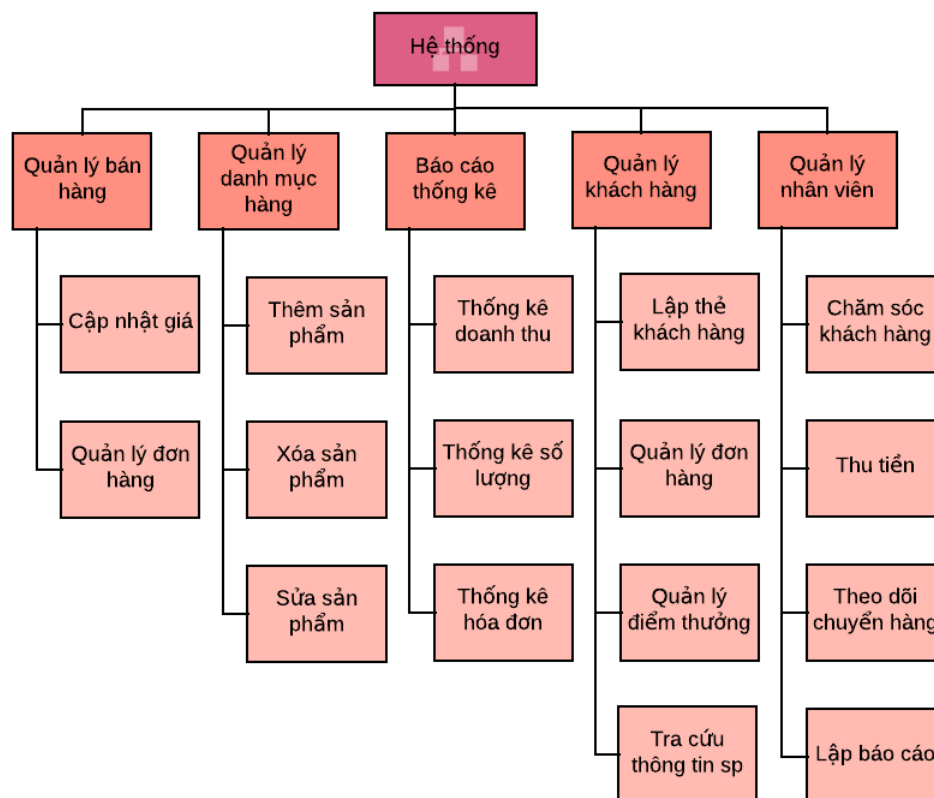 Hệ thống
Quản lý bán
hàng
Quản lý
danh mục
hàng
Báo cáo
thống kê
Quản lý
khách hàng
Quản lý
nhân viên
Cập nhật giá
Thêm sản
phẩm
Thống kê
doanh thu
Lập thẻ
khách hàng
Chăm sóc
khách hàng
Quản lý đơn
hàng
Xóa sản
phẩm
Thống kê số
lượng
Quản lý đơn
hàng
Thu tiền
Sửa sản
phẩm
Thống kê
hóa đơn
Quản lý
điểm thưởng
Theo dõi
chuyển hàng
Tra cứu
thông tin sp
Lập báo cáo